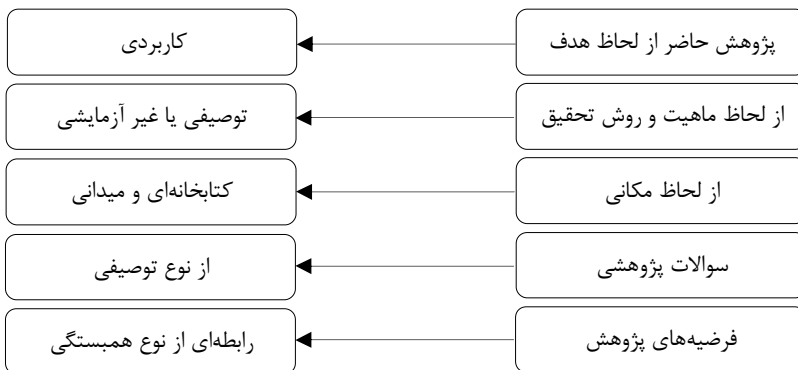 پژوهش حاضر از لحاظ هدف
کاربردی
از لحاظ ماهیت و روش تحقیق
توصیفی یا غیر آزمایشی
از لحاظ مکانی
کتابخانه‌ای و میدانی
سوالات پژوهشی
از نوع توصیفی
فرضیه‌های پژوهش
رابطه‌ای از نوع همبستگی